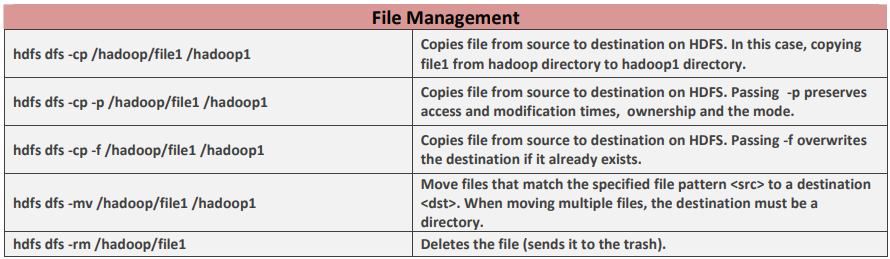 File Management
hdfs dfs -cp /hadoop/file1 /hadoop1
Copies file from source to destination on HDFS. In this case, copying
file1 from hadoop directory to hadoop1 directory.
hdfs dfs -cp -p /hadoop/file1 /hadoop1
Copies file from source to destination on HDFS. Passing -p preserves
access and modification times, ownership and the mode.
hdfs dfs -cp -f /hadoop/file1 /hadoop1
Copies file from source to destination on HDFS. Passing -f overwrites
the destination if it already exists.
hdfs dfs -mv /hadoop/file1 /hadoop1
Move files that match the specified file pattern <src> to a destination
<dst>. When moving multiple files, the destination must be a
directory.
hdfs dfs -rm /hadoop/file1
Deletes the file (sends it to the trash).